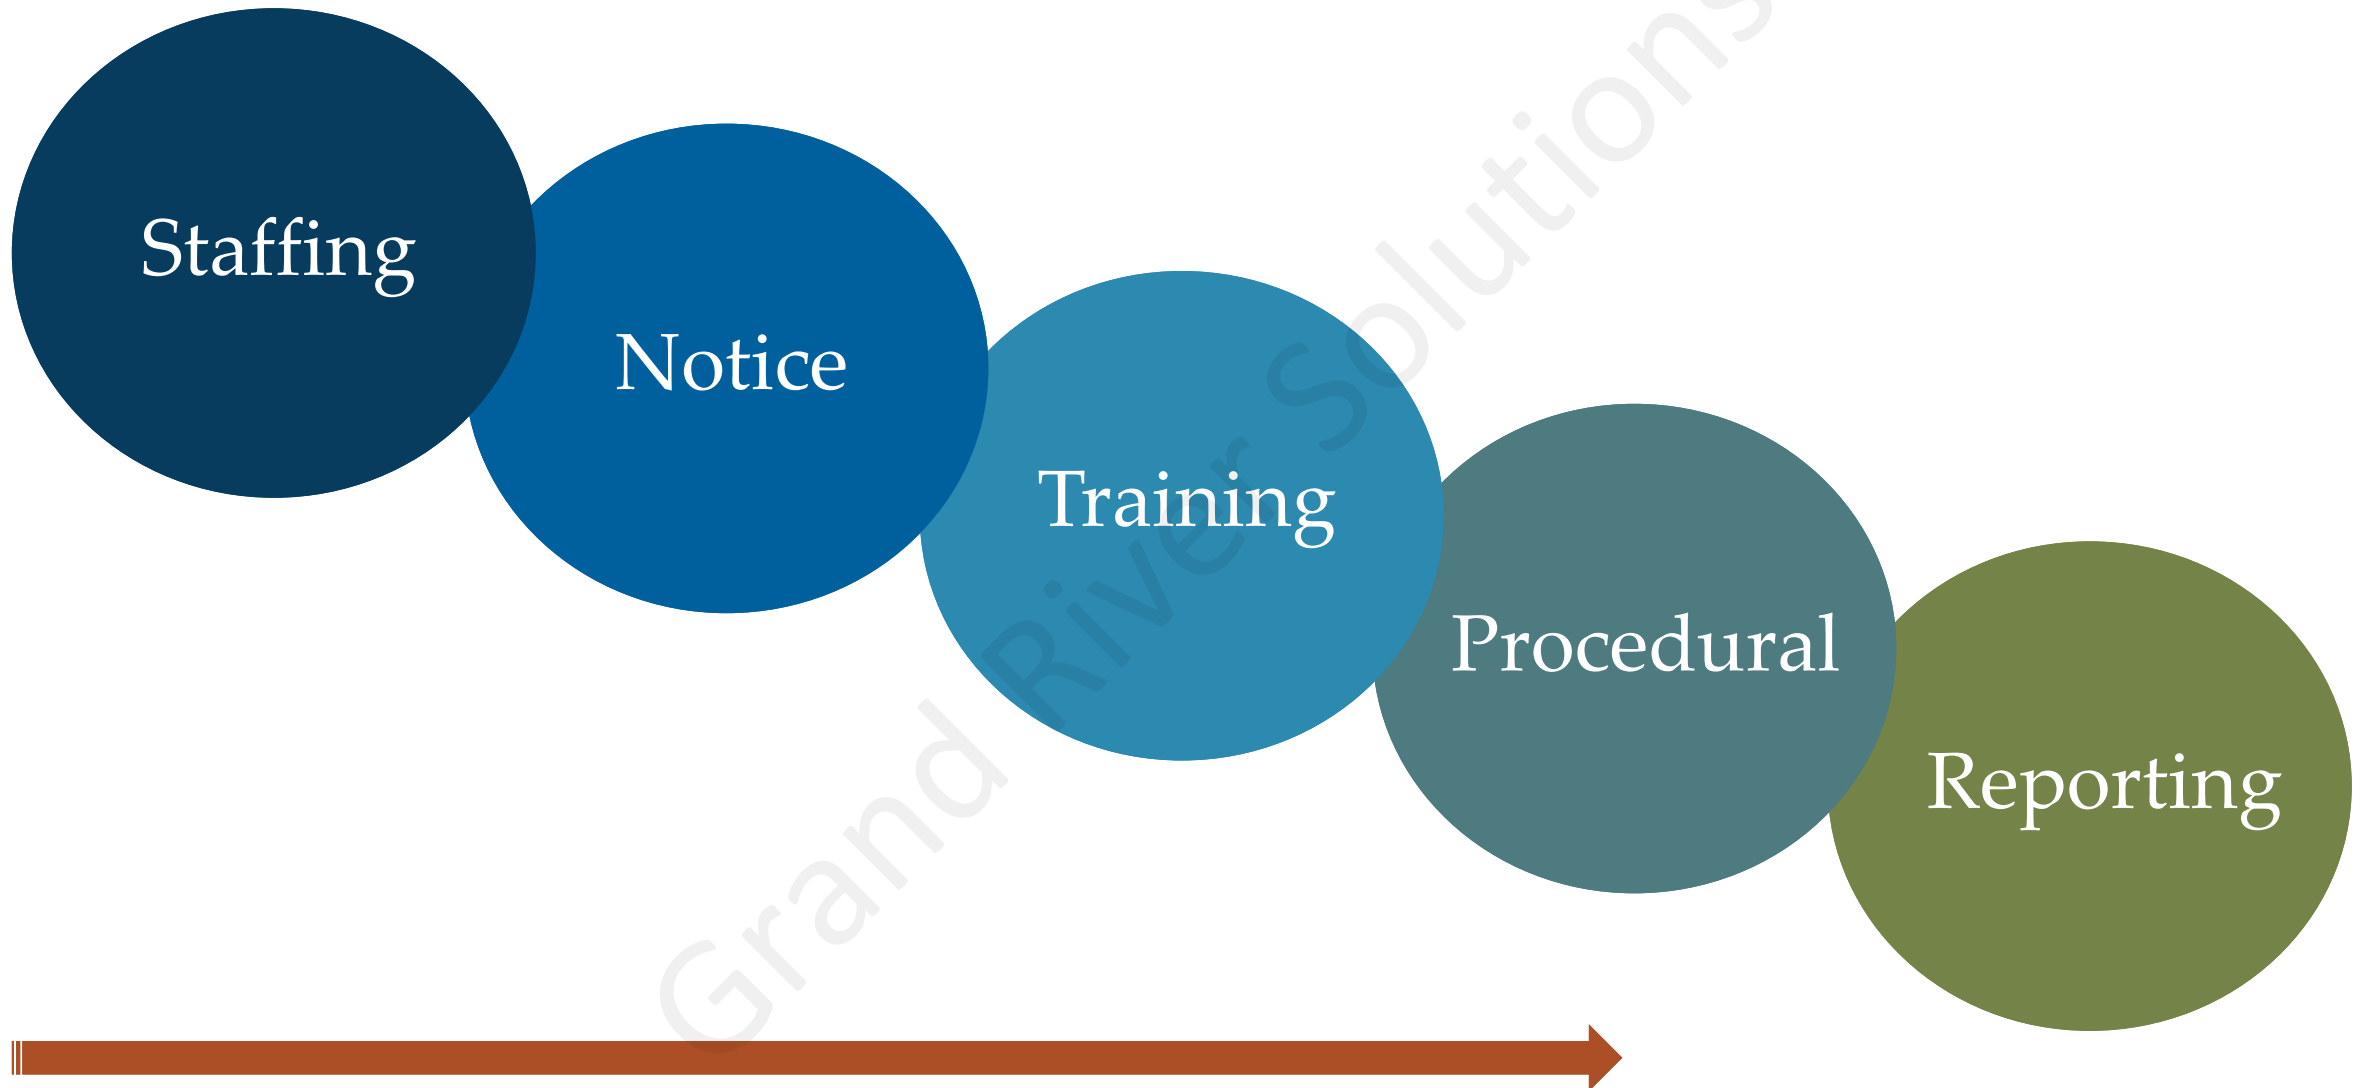 Staffing
Notice
Training
Procedural
Reporting
Grand River Solutions